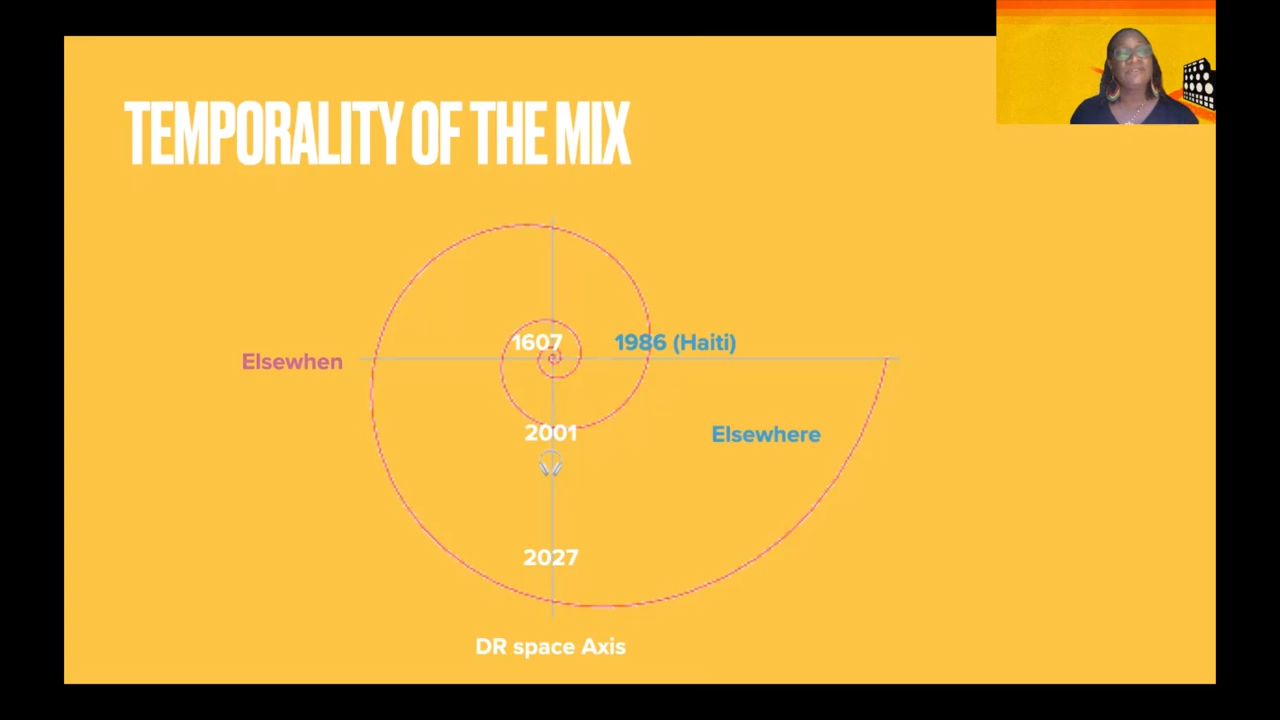 TEMPORALITY OF THE MIX
1607
1986 (Haiti)
Elsewhen
2001
Elsewhere
2027
DR space Axis